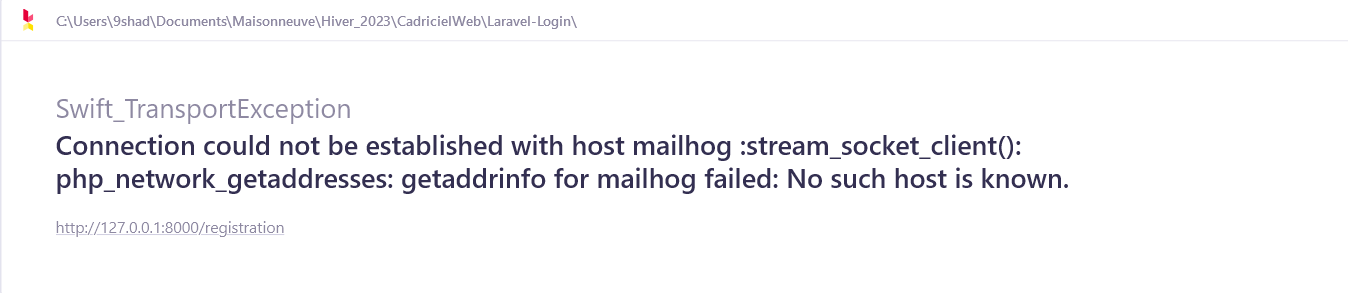 C:\Users\9shad\Documents\Maisonneuve\Hiver_2023\CadricielWeb\Laravel-Login\
Swift_TransportException
Connection could not be established with host mailhog :stream_socket_client():
php_network_getaddresses: getaddrinfo for mailhog failed: No such host is known.
http://127.0.0.1:8000/registration